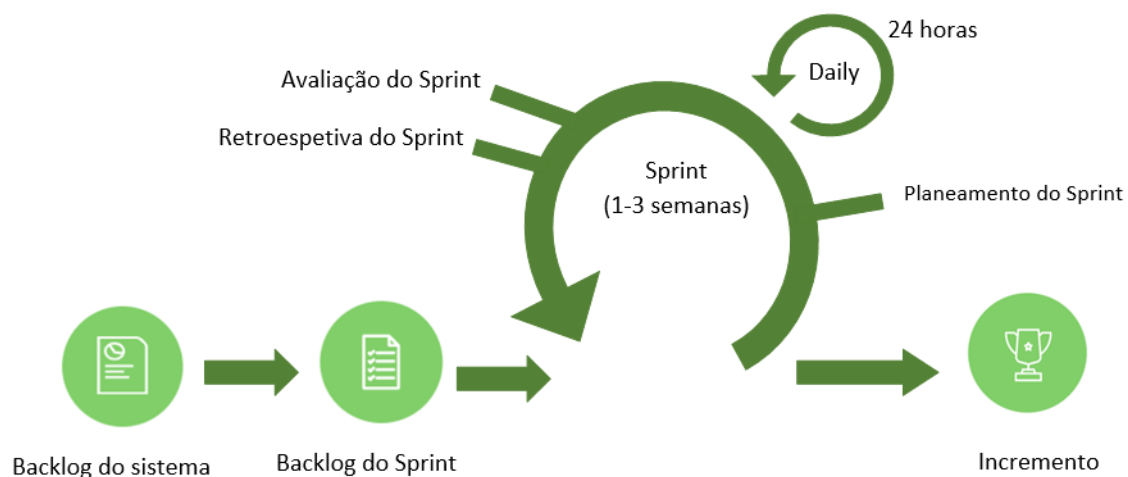 24 horas
Daily
Avaliação do Sprint
Retroespetiva do Sprint
Sprint
(1-3 semanas)
Planeamento do Sprint
Backlog do sistema
Backlog do Sprint
Incremento